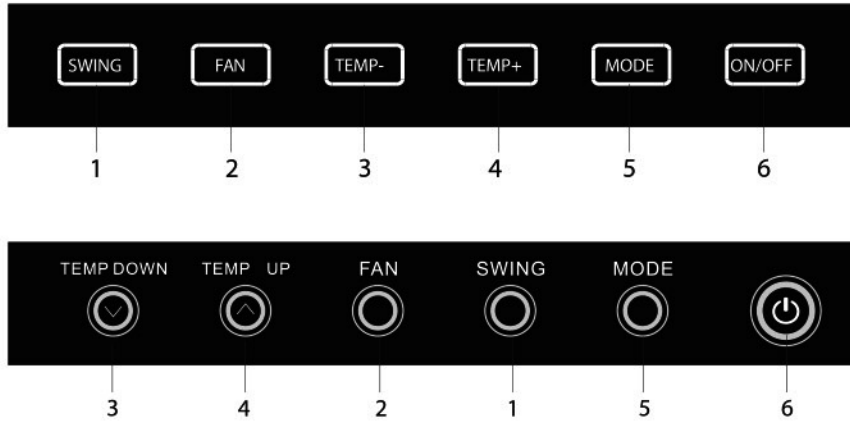 SWING FAN TEMP- TEMP+ MODE ON/OFF
1 2 3 4 5 6
TEMP DOWN TEMP UP FAN SWING MODE
3 4 2 1 5 6